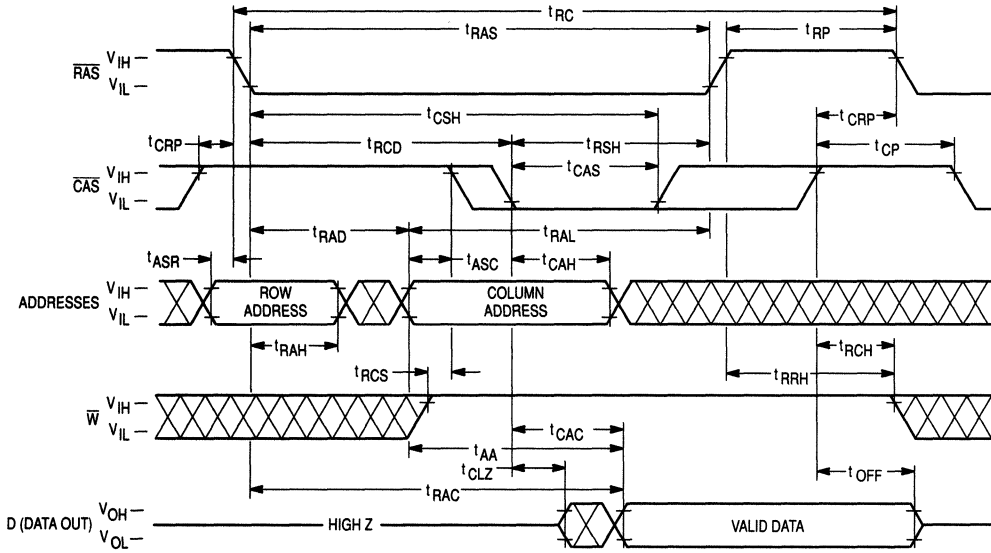 tRC
tRAS
tRP
RAS
VIH
VIL
tCSH
tCRP
tCRP
tRCD
tRSH
tCP
CAS
VIH
VIL
tCAS
tRAD
tRAL
tASR
tASC
tCAH
ADDRESSES
VIH
VIL
ROW
ADDRESS
COLUMN
ADDRESS
tRAH
tRCH
tRCS
tRRH
W
VIH
VIL
tCAC
tAA
tCLZ
tOFF
tRAC
D (DATA OUT)
VOH
VOL
HIGH Z
VALID DATA